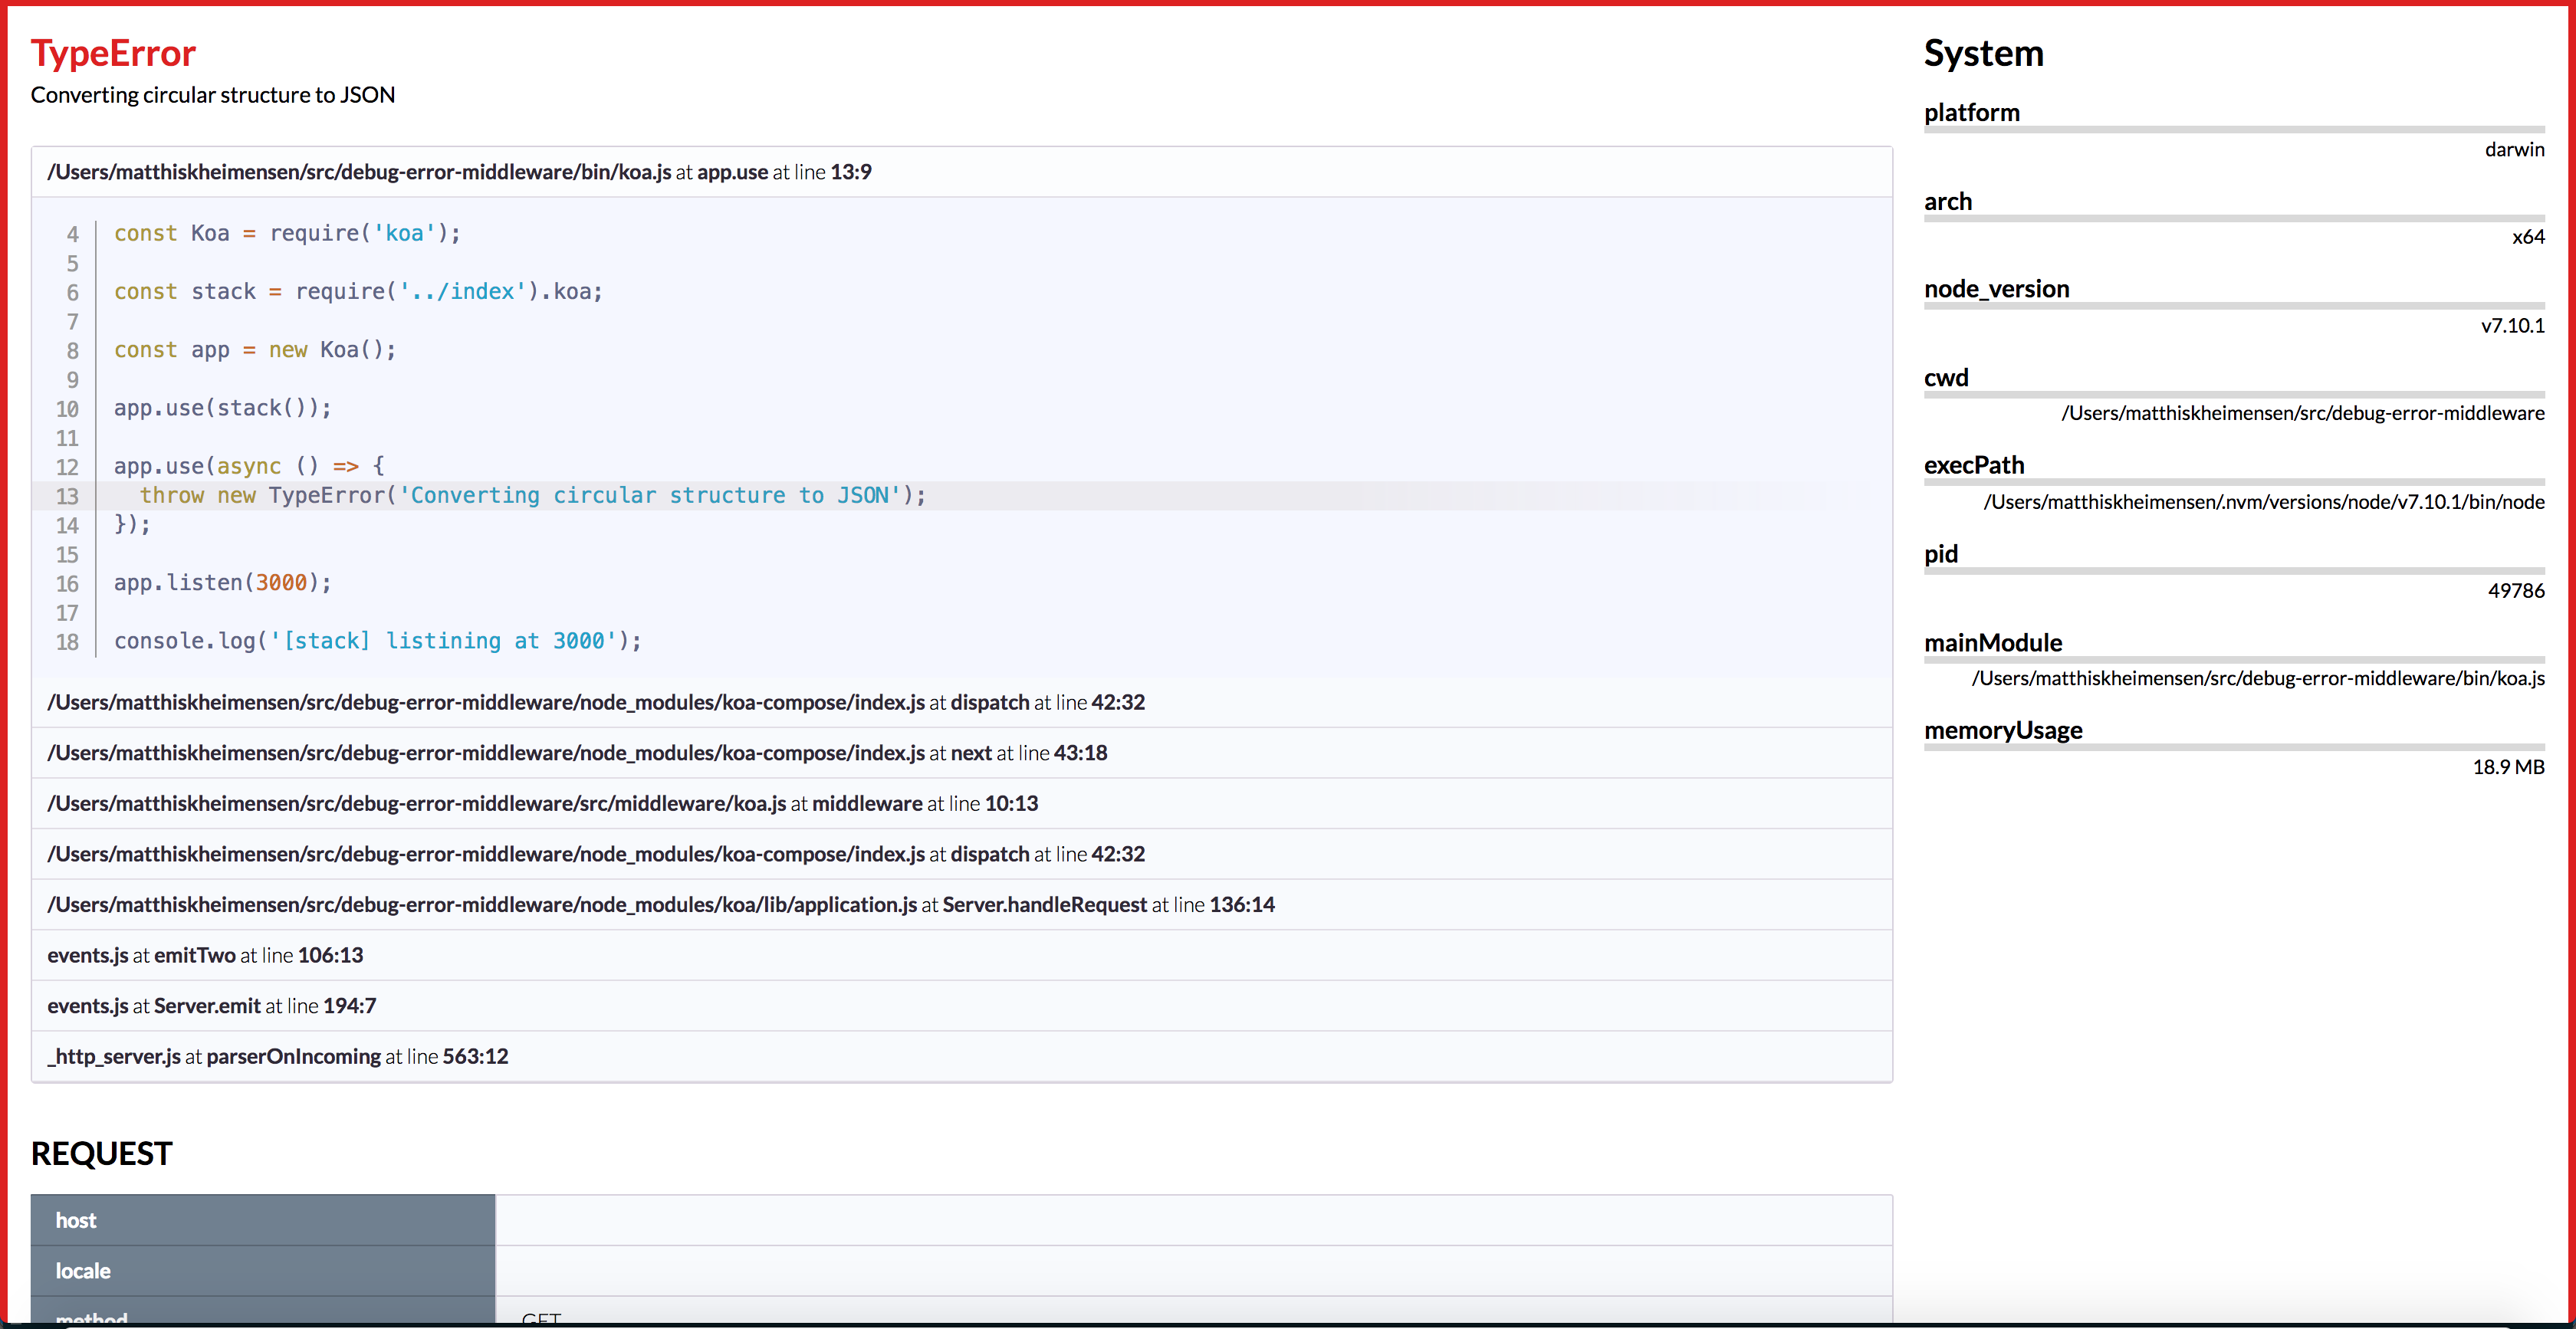 TypeError
Converting circular structure to JSON
/Users/matthiskheimensen/src/debug-error-middleware/bin/koa.js at app.use at line 13:9
4 const Koa = require('koa');
5
6 const stack = require('../index').koa;
7
8 const app = new Koa();
9
10 app.use(stack());
11
12 app.use(async () => {
13 throw new TypeError('Converting circular structure to JSON');
14 });
15
16 app.listen(3000);
17
18 console.log('[stack] listining at 3000');
/Users/matthiskheimensen/src/debug-error-middleware/node_modules/koa-compose/index.js at dispatch at line 42:32
/Users/matthiskheimensen/src/debug-error-middleware/node_modules/koa-compose/index.js at next at line 43:18
/Users/matthiskheimensen/src/debug-error-middleware/src/middleware/koa.js at middleware at line 10:13
/Users/matthiskheimensen/src/debug-error-middleware/node_modules/koa-compose/index.js at dispatch at line 42:32
/Users/matthiskheimensen/src/debug-error-middleware/node_modules/koa/lib/application.js at Server.handleRequest at line 136:14
events.js at emitTwo at line 106:13
events.js at Server.emit at line 194:7
_http_server.js at parserOnIncoming at line 563:12
REQUEST
host
locale
method GET
System
platform
darwin
arch
x64
node_version
v7.10.1
cwd
/Users/matthiskheimensen/src/debug-error-middleware
execPath
/Users/matthiskheimensen/.nvm/versions/node/v7.10.1/bin/node
pid
49786
mainModule
/Users/matthiskheimensen/src/debug-error-middleware/bin/koa.js
memoryUsage
18.9 MB